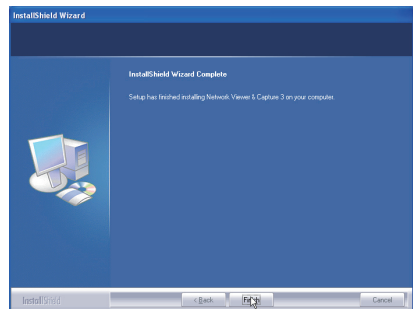 InstallShield Wizard
InstallShield Wizard Complete
Setup has finished installing Network Viewer & Capture 3 on your computer.
InstallShield
< Back
Finish
Cancel